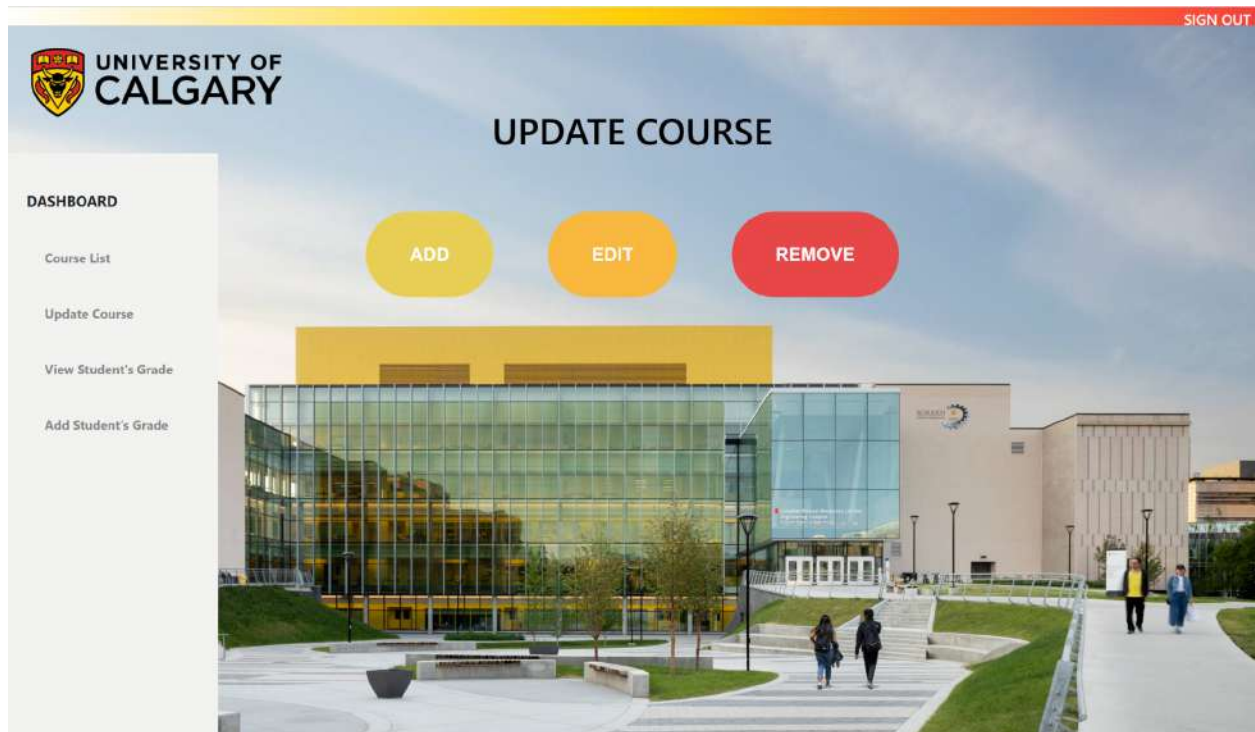 SIGN OUT
UNIVERSITY OF
CALGARY
UPDATE COURSE
DASHBOARD
ADD
EDIT
REMOVE
Course List
Update Course
View Student's Grade
Add Student's Grade